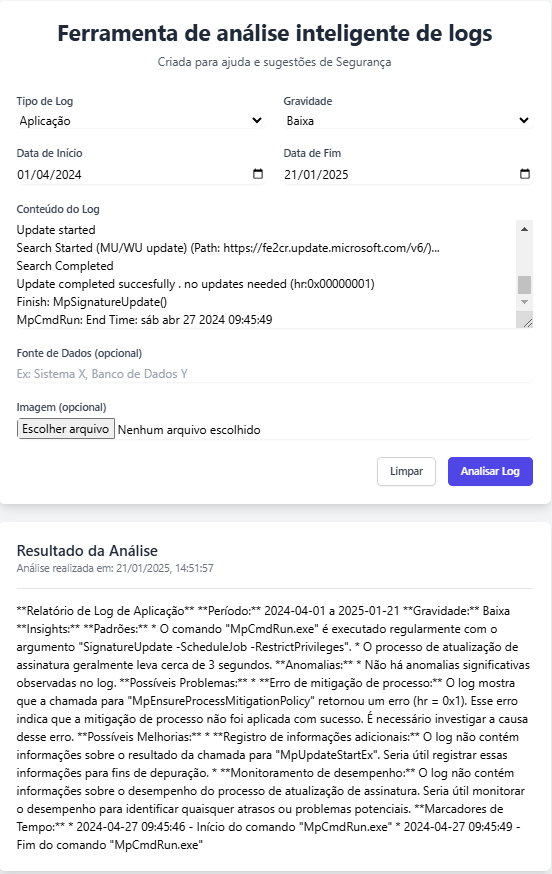 Ferramenta de análise inteligente de logs
Criada para ajuda e sugestões de Segurança
Tipo de Log
Gravidade
Aplicação
Baixa
Data de Início
Data de Fim
01/04/2024
21/01/2025
Conteúdo do Log
Update started
Search Started (MU/WU update) (Path: https://fe2cr.update.microsoft.com/v6/)...
Search Completed
Update completed succesfully . no updates needed (hr:0x00000001)
Finish: MpSignatureUpdate()
MpCmdRun: End Time: ‎sáb ‎abr ‎27 ‎2024 09:45:49
Fonte de Dados (opcional)
Ex: Sistema X, Banco de Dados Y
Imagem (opcional)
Escolher arquivo Nenhum arquivo escolhido
Limpar
Analisar Log
Resultado da Análise
Análise realizada em: 21/01/2025, 14:51:57
**Relatório de Log de Aplicação** **Período:** 2024-04-01 a 2025-01-21 **Gravidade:** Baixa
**Insights:** **Padrões:** * O comando "MpCmdRun.exe" é executado regularmente com o
argumento "SignatureUpdate -ScheduleJob -RestrictPrivileges". * O processo de atualização de
assinatura geralmente leva cerca de 3 segundos. **Anomalias:** * Não há anomalias significativas
observadas no log. **Possíveis Problemas:** * **Erro de mitigação de processo:** O log mostra
que a chamada para "MpEnsureProcessMitigationPolicy" retornou um erro (hr = 0x1). Esse erro
indica que a mitigação de processo não foi aplicada com sucesso. É necessário investigar a causa
desse erro. **Possíveis Melhorias:** * **Registro de informações adicionais:** O log não contém
informações sobre o resultado da chamada para "MpUpdateStartEx". Seria útil registrar essas
informações para fins de depuração. * **Monitoramento de desempenho:** O log não contém
informações sobre o desempenho do processo de atualização de assinatura. Seria útil monitorar
o desempenho para identificar quaisquer atrasos ou problemas potenciais. **Marcadores de
Tempo:** * 2024-04-27 09:45:46 - Início do comando "MpCmdRun.exe" * 2024-04-27 09:45:49 -
Fim do comando "MpCmdRun.exe"